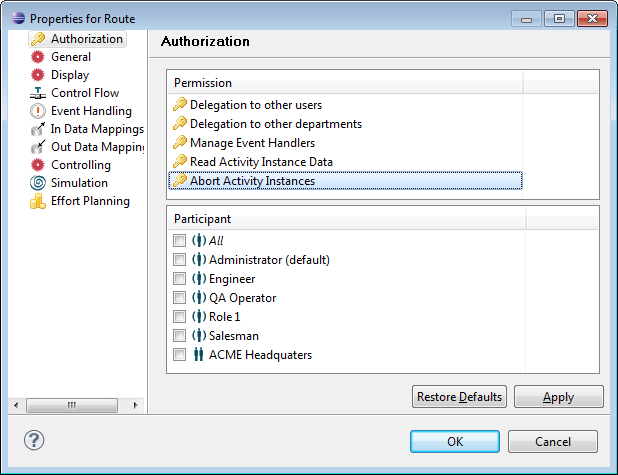 Properties for Route
Authorization
General
Display
Control Flow
Event Handling
In Data Mappings
Out Data Mappin
Controlling
Simulation
Effort Planning
Authorization
Permission
Delegation to other users
Delegation to other departments
Manage Event Handlers
Read Activity Instance Data
Abort Activity Instances
Participant
All
Administrator (default)
Engineer
QA Operator
Role 1
Salesman
ACME Headquaters
Restore Defaults
Apply
?
OK
Cancel